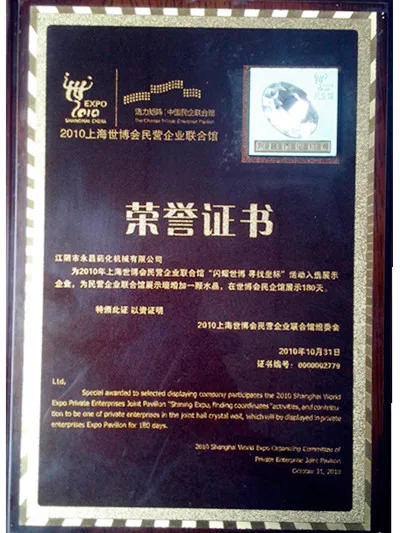 EXPO
2010
SHANGHAI CHINA
活力矩阵 | 中国民企联合馆
The Chinese Private Enterprises Pavilion
2010上海世博会民营企业联合馆
荣誉证书
江阴市永昌药化机械有限公司
为2010年上海世博会民营企业联合馆“闪耀世博 寻找坐标”活动入选展示
企业,为民营企业联合馆展示墙增加一颗水晶,在世博会民企馆展示180天。
特颁此证 以资证明
2010上海世博会民营企业联合馆组委会
2010年10月31日
证书编号:0000002779
Ltd,
Special awarded to selected displaying company participates the 2010 Shanghai World
Expo Private Enterprises Joint Pavilion "Shining Expo, finding coordinates"activities, and contribu-
tion to be one of private enterprises in the joint hall crystal wall, which will by displayed in private
enterprises Expo Pavilion for 180 days.
2010 Shanghai World Expo Organizing Committee of
Private Enterprise Joint Pavilion
October 31, 2010